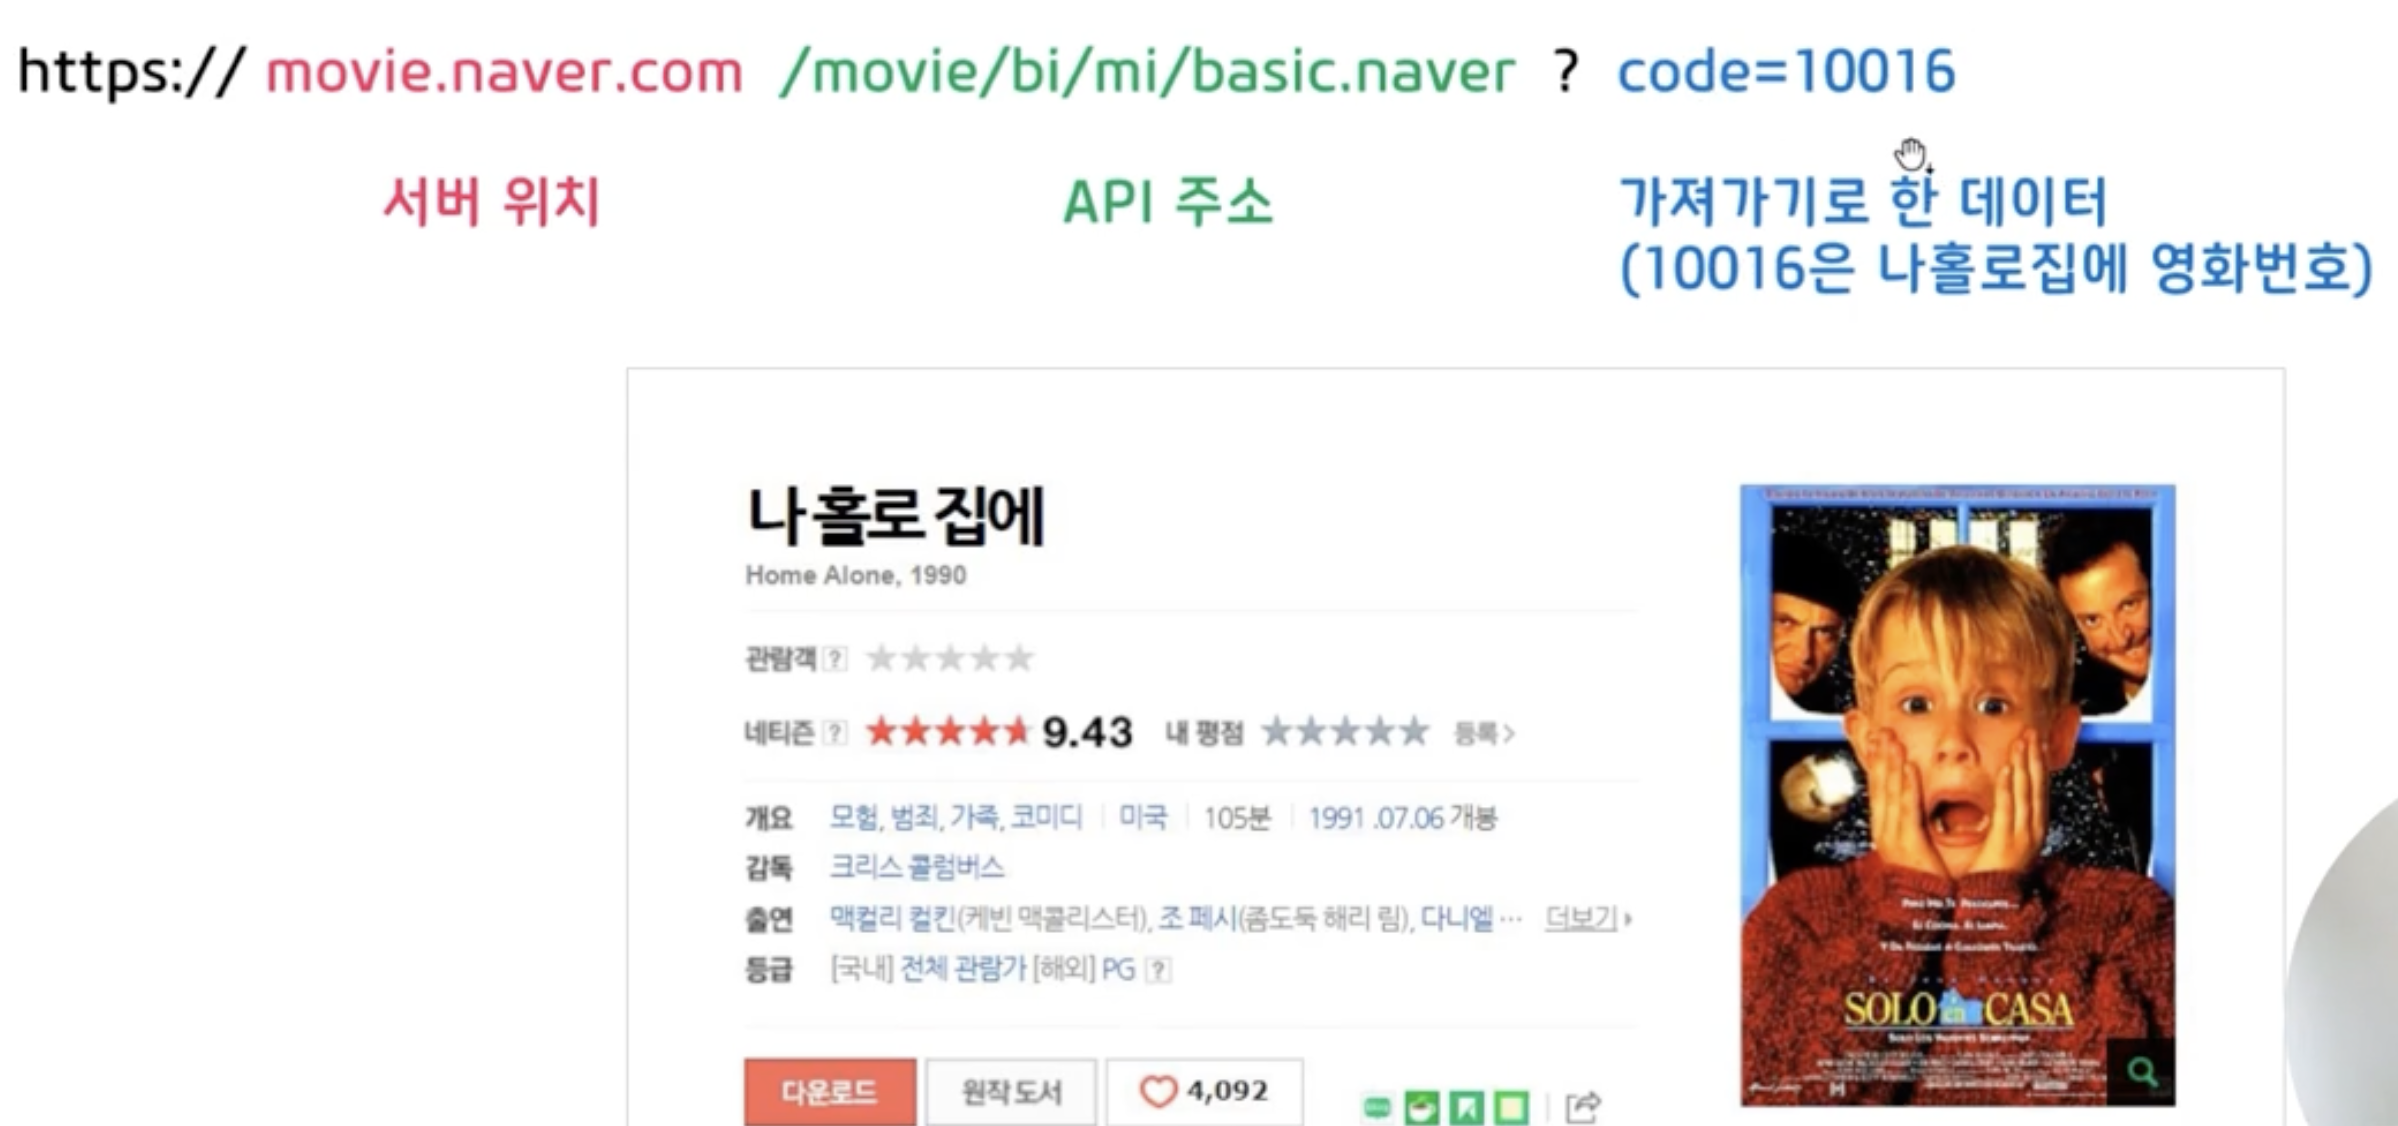 https:// movie.naver.com /movie/bi/mi/basic.naver ? code=10016
서버 위치 API 주소 가져가기로 한 데이터
(10016은 나홀로집에 영화번호)
나 홀로 집에
Home Alone, 1990
관람객 ?
네티즌 ? 9.43 내 평점 등록 >
개요 모험, 범죄, 가족, 코미디 미국 105분 1991 .07.06 개봉
감독 크리스 콜럼버스
출연 맥컬리 컬킨(케빈 맥콜리스터), 조 페시(좀도둑 해리 림), 다니엘 ··· 더보기
등급 [국내] 전체 관람가 [해외] PG ?
다운로드 원작 도서 4,092
SOLO en CASA